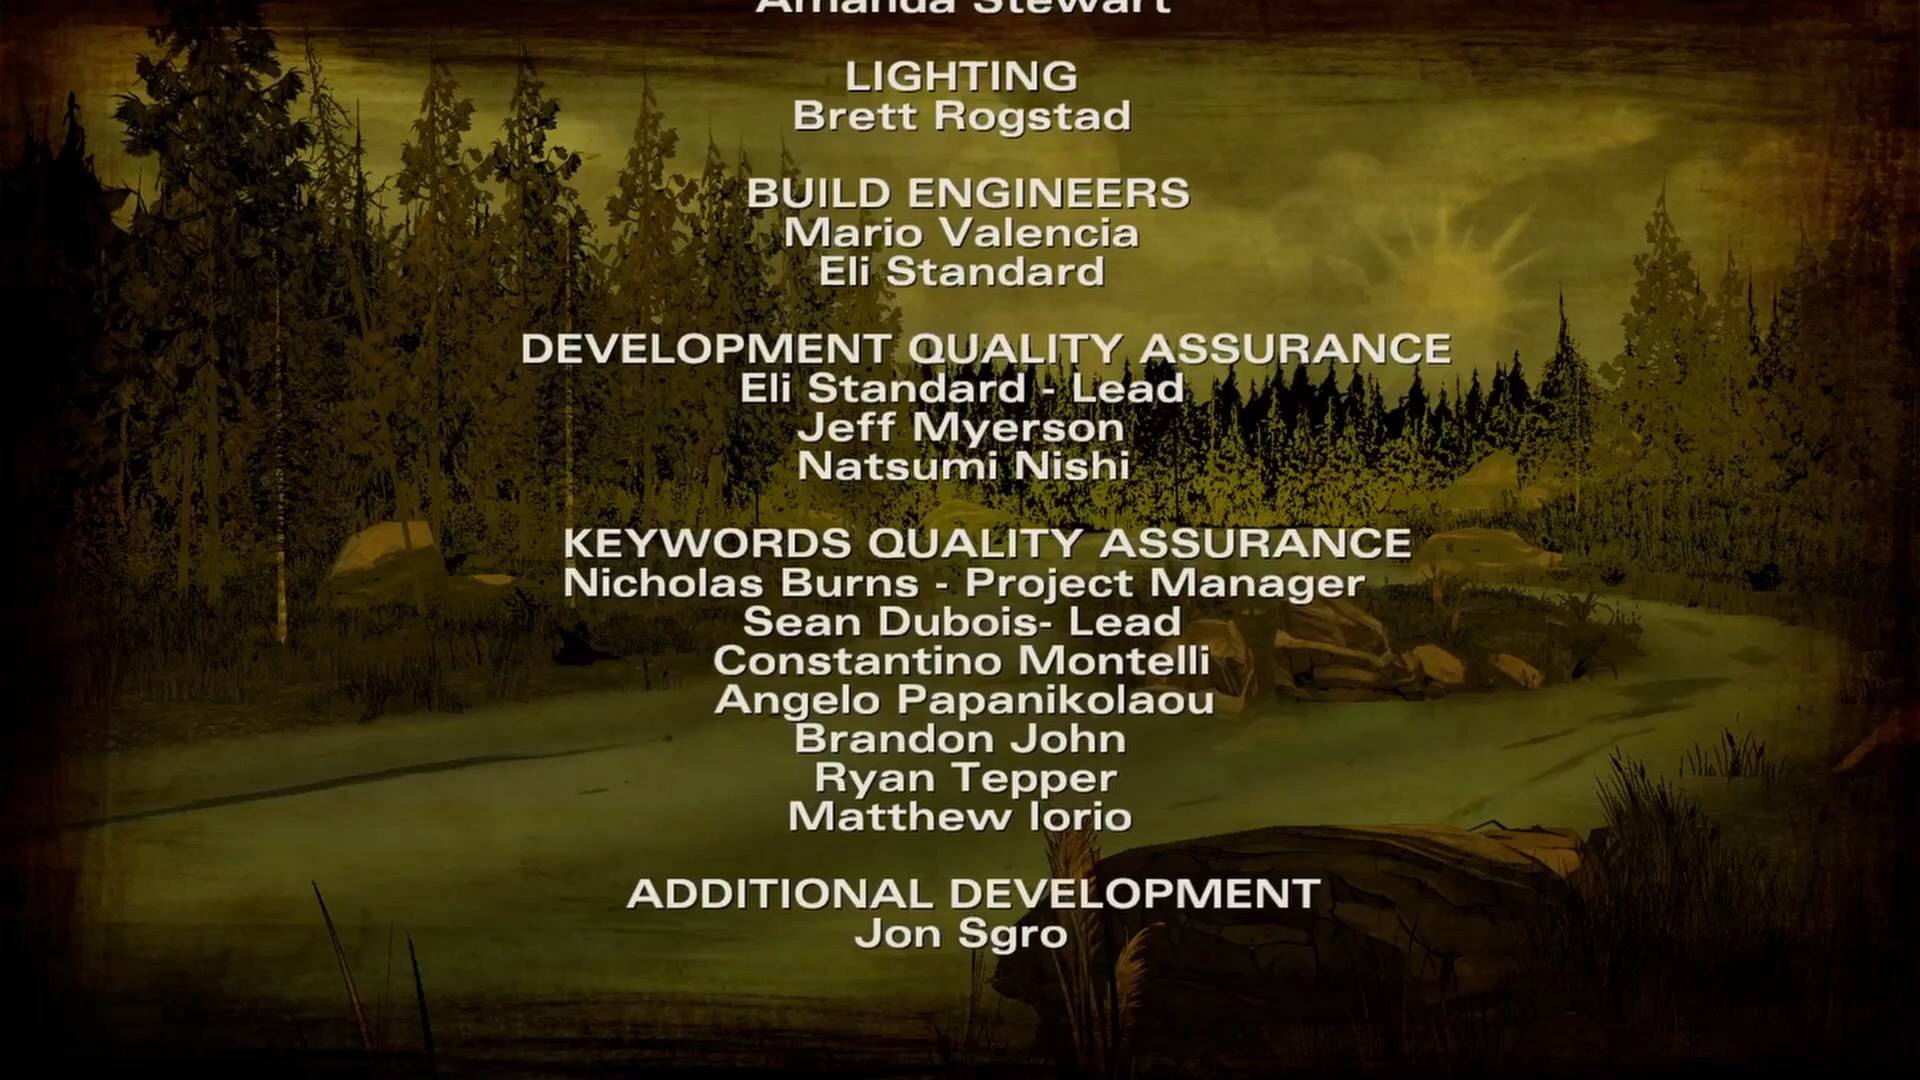 Amanda Stewart
LIGHTING
Brett Rogstad
BUILD ENGINEERS
Mario Valencia
Eli Standard
DEVELOPMENT QUALITY ASSURANCE
Eli Standard - Lead
Jeff Myerson
Natsumi Nishi
KEYWORDS QUALITY ASSURANCE
Nicholas Burns - Project Manager
Sean Dubois- Lead
Constantino Montelli
Angelo Papanikolaou
Brandon John
Ryan Tepper
Matthew Iorio
ADDITIONAL DEVELOPMENT
Jon Sgro